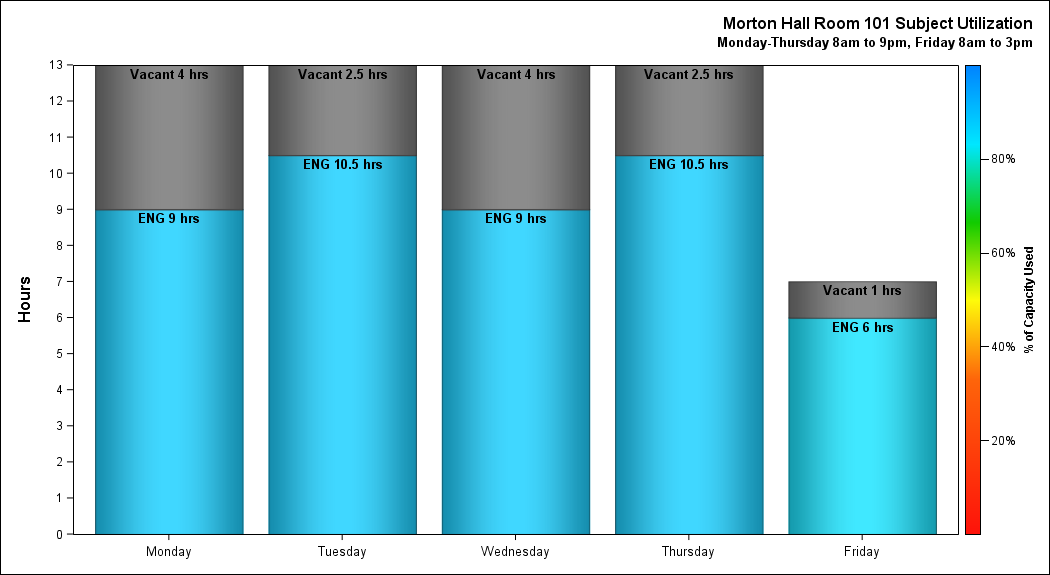 Morton Hall Room 101 Subject Utilization
Monday-Thursday 8am to 9pm, Friday 8am to 3pm
Hours
13
12
11
10
9
8
7
6
5
4
3
2
1
0
Vacant 4 hrs
ENG 9 hrs
Vacant 2.5 hrs
ENG 10.5 hrs
Vacant 4 hrs
ENG 9 hrs
Vacant 2.5 hrs
ENG 10.5 hrs
Vacant 1 hrs
ENG 6 hrs
Monday
Tuesday
Wednesday
Thursday
Friday
80%
60%
40%
20%
% of Capacity Used